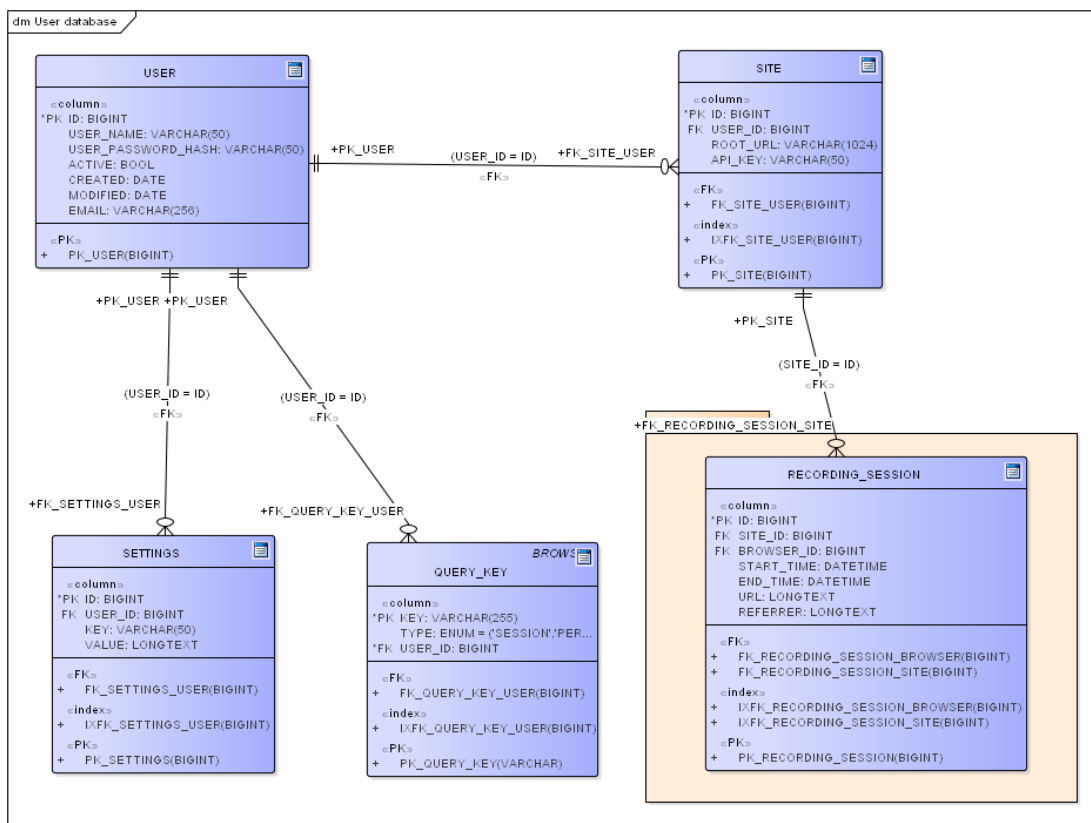 dm User database
USER
«column»
*PK ID: BIGINT
USER_NAME: VARCHAR(50)
USER_PASSWORD_HASH: VARCHAR(50)
ACTIVE: BOOL
CREATED: DATE
MODIFIED: DATE
EMAIL: VARCHAR(256)
«PK»
+ PK_USER(BIGINT)
+PK_USER
(USER_ID = ID)
«FK»
+FK_SITE_USER
SITE
«column»
*PK ID: BIGINT
FK USER_ID: BIGINT
ROOT_URL: VARCHAR(1024)
API_KEY: VARCHAR(50)
«FK»
+ FK_SITE_USER(BIGINT)
«index»
+ IXFK_SITE_USER(BIGINT)
«PK»
+ PK_SITE(BIGINT)
+PK_USER +PK_USER
(USER_ID = ID)
«FK»
+FK_SETTINGS_USER
(USER_ID = ID)
«FK»
+FK_QUERY_KEY_USER
+PK_SITE
(SITE_ID = ID)
«FK»
+FK_RECORDING_SESSION_SITE
SETTINGS
«column»
*PK ID: BIGINT
FK USER_ID: BIGINT
KEY: VARCHAR(50)
VALUE: LONGTEXT
«FK»
+ FK_SETTINGS_USER(BIGINT)
«index»
+ IXFK_SETTINGS_USER(BIGINT)
«PK»
+ PK_SETTINGS(BIGINT)
QUERY_KEY
«column»
*PK KEY: VARCHAR(255)
TYPE: ENUM = ('SESSION','PER...
*FK USER_ID: BIGINT
«FK»
+ FK_QUERY_KEY_USER(BIGINT)
«index»
+ IXFK_QUERY_KEY_USER(BIGINT)
«PK»
+ PK_QUERY_KEY(VARCHAR)
RECORDING_SESSION
«column»
*PK ID: BIGINT
FK SITE_ID: BIGINT
FK BROWSER_ID: BIGINT
START_TIME: DATETIME
END_TIME: DATETIME
URL: LONGTEXT
REFERRER: LONGTEXT
«FK»
+ FK_RECORDING_SESSION_BROWSER(BIGINT)
+ FK_RECORDING_SESSION_SITE(BIGINT)
«index»
+ IXFK_RECORDING_SESSION_BROWSER(BIGINT)
+ IXFK_RECORDING_SESSION_SITE(BIGINT)
«PK»
+ PK_RECORDING_SESSION(BIGINT)